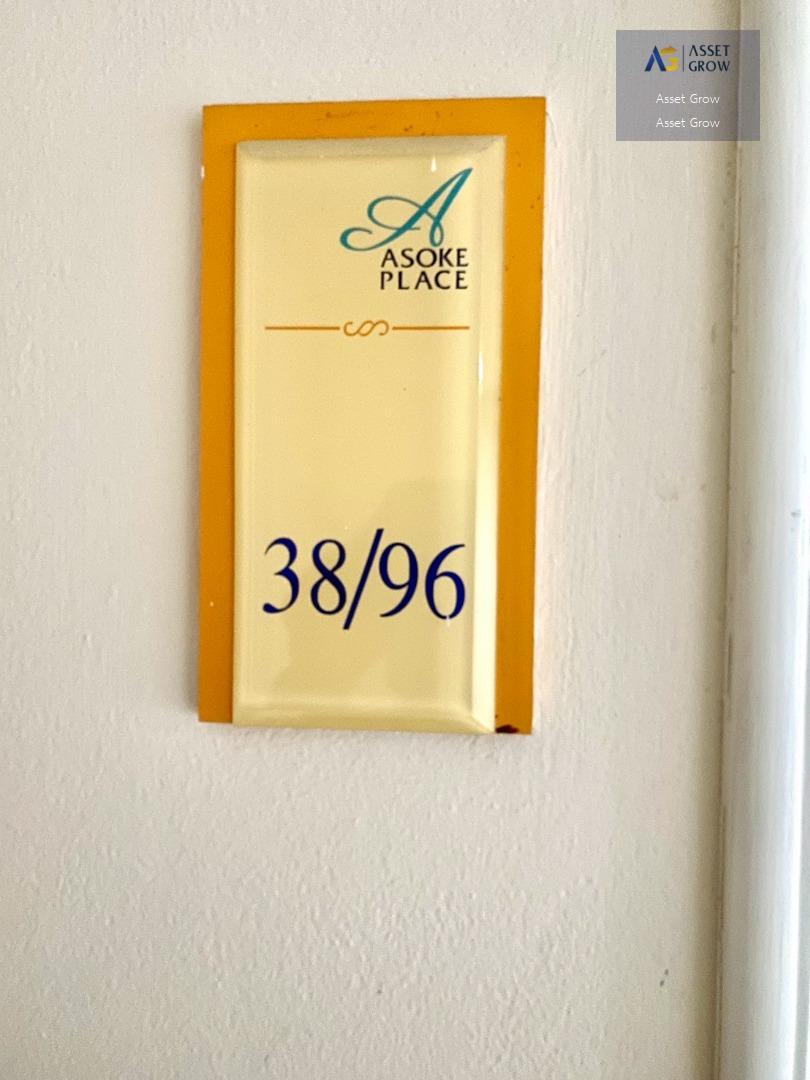 ASSET
GROW
Asset Grow
Asset Grow
A
ASOKE
PLACE
38/96